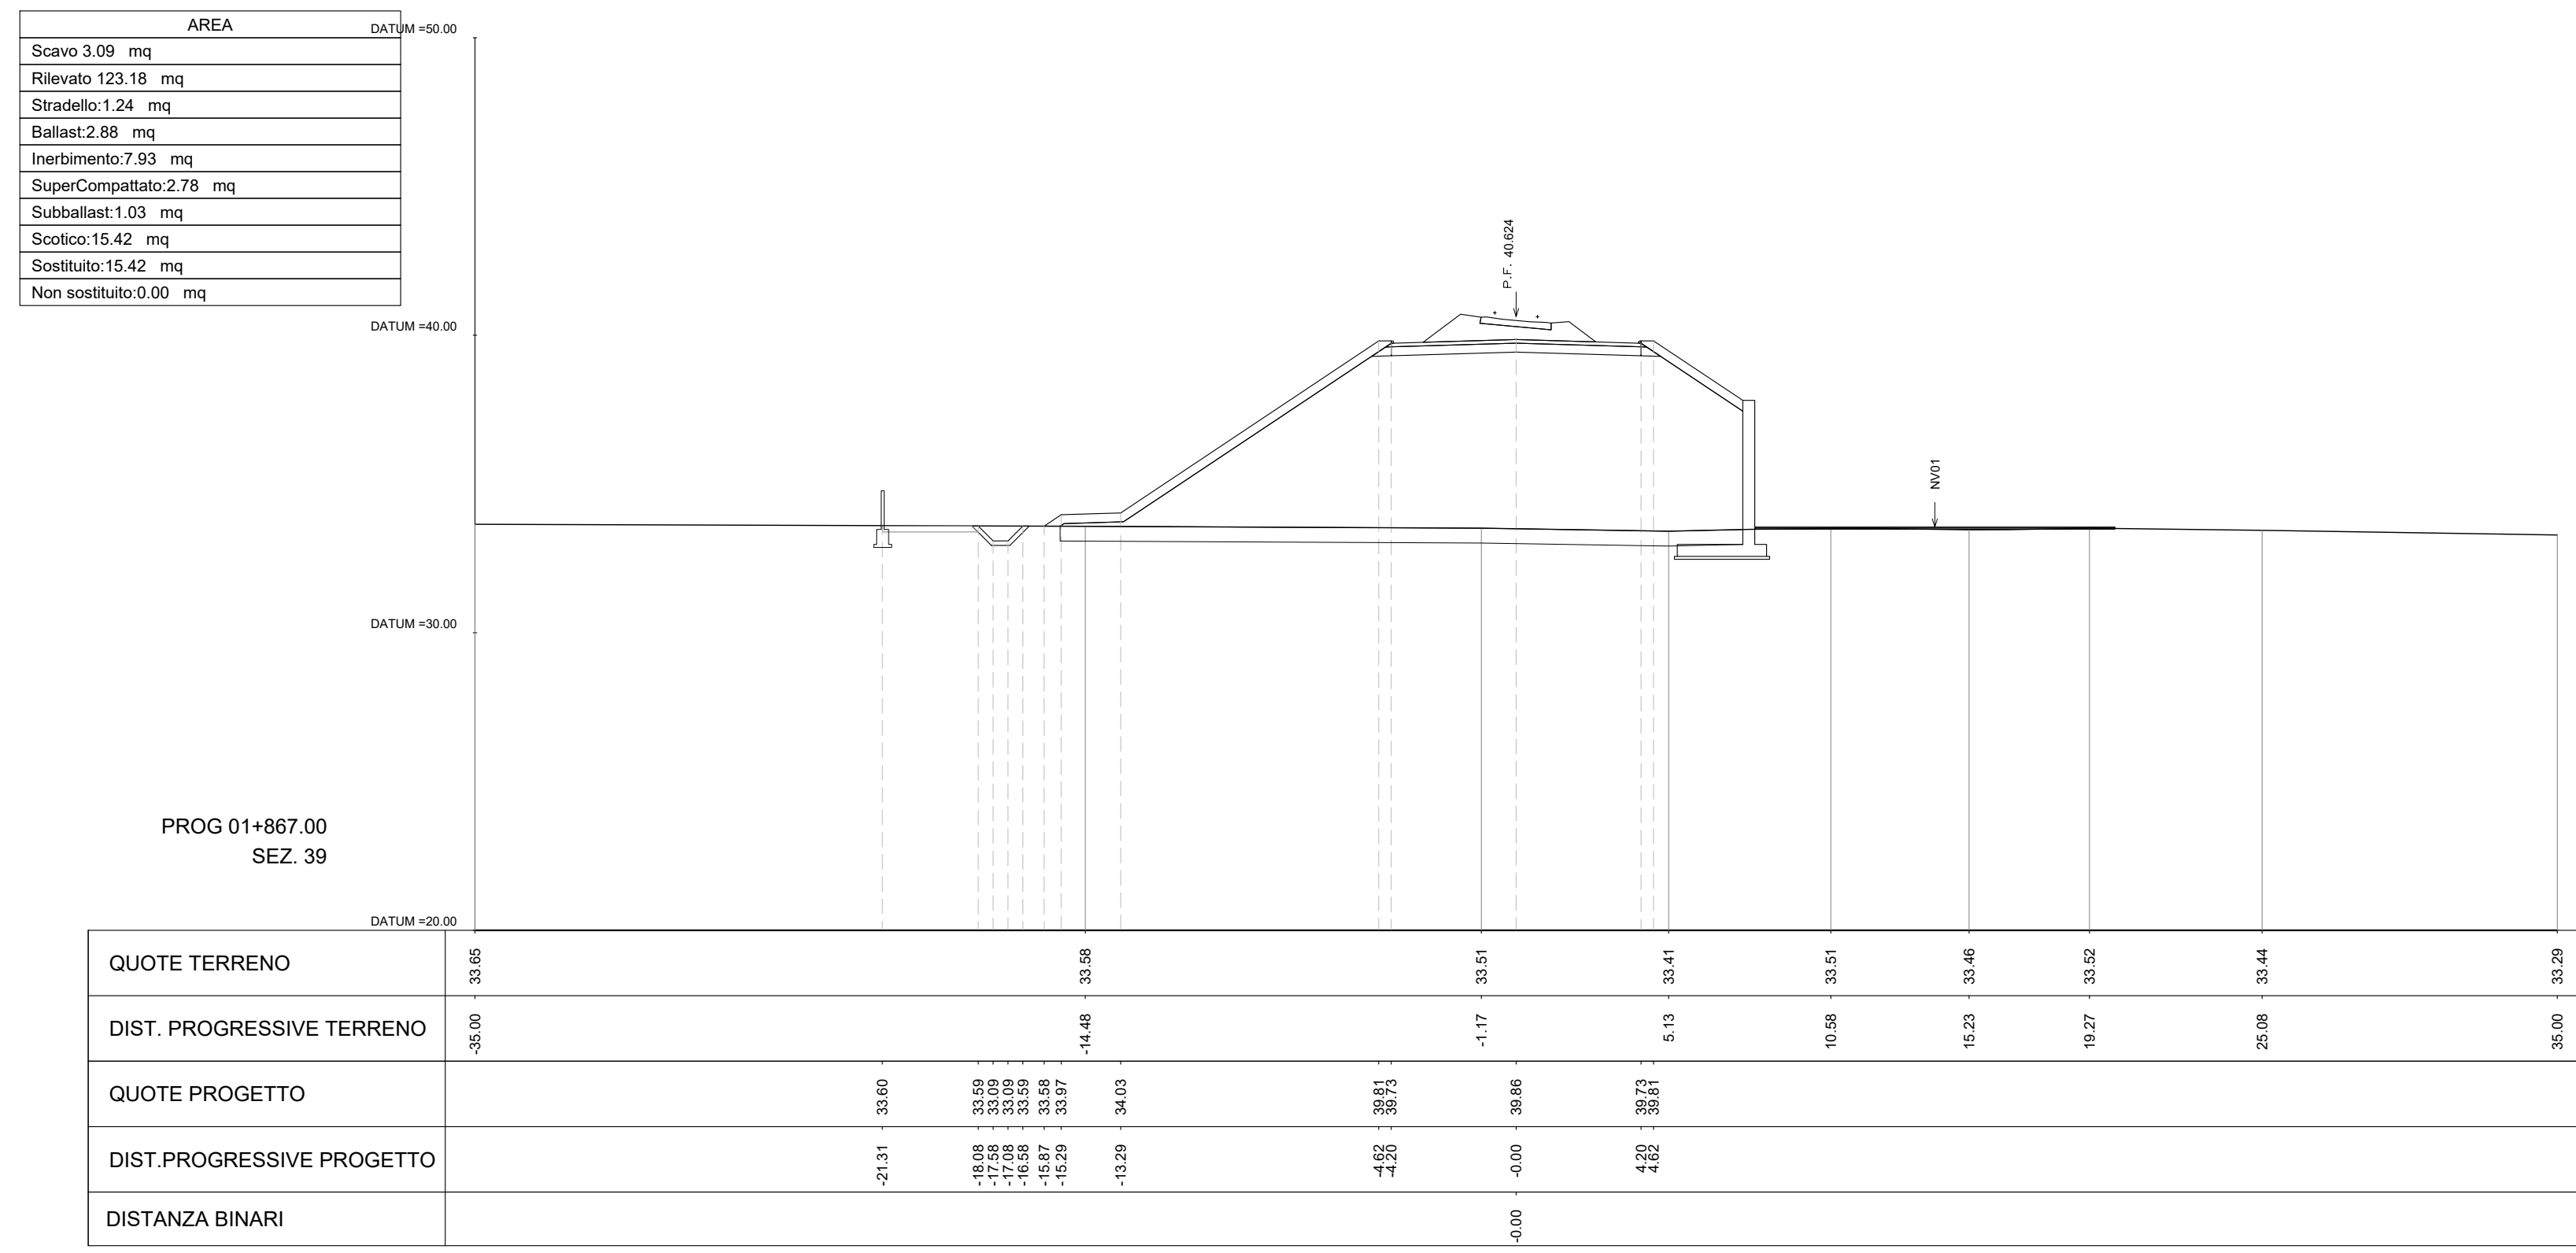 AREA
Scavo 3.09 mq
Rilevato 123.18 mq
Stradello:1.24 mq
Ballast:2.88 mq
Inerbimento:7.93 mq
SuperCompattato:2.78 mq
Subballast:1.03 mq
Scotico:15.42 mq
Sostituito:15.42 mq
Non sostituito:0.00 mq
DATUM =50.00
DATUM =40.00
DATUM =30.00
DATUM =20.00
P.F. 40.624
NV01
PROG 01+867.00
SEZ. 39
QUOTE TERRENO 33.65 33.58 33.51 33.41 33.51 33.46 33.52 33.44 33.29
DIST. PROGRESSIVE TERRENO -35.00 -14.48 -1.17 5.13 10.58 15.23 19.27 25.08 35.00
QUOTE PROGETTO 33.60 33.59 33.09 33.09 33.59 33.58 33.97 34.03 39.81 39.73 39.86 39.73 39.81
DIST.PROGRESSIVE PROGETTO -21.31 -18.08 -17.58 -17.08 -16.58 -15.87 -15.29 -13.29 -4.62 -4.20 -0.00 4.20 4.62
DISTANZA BINARI -0.00